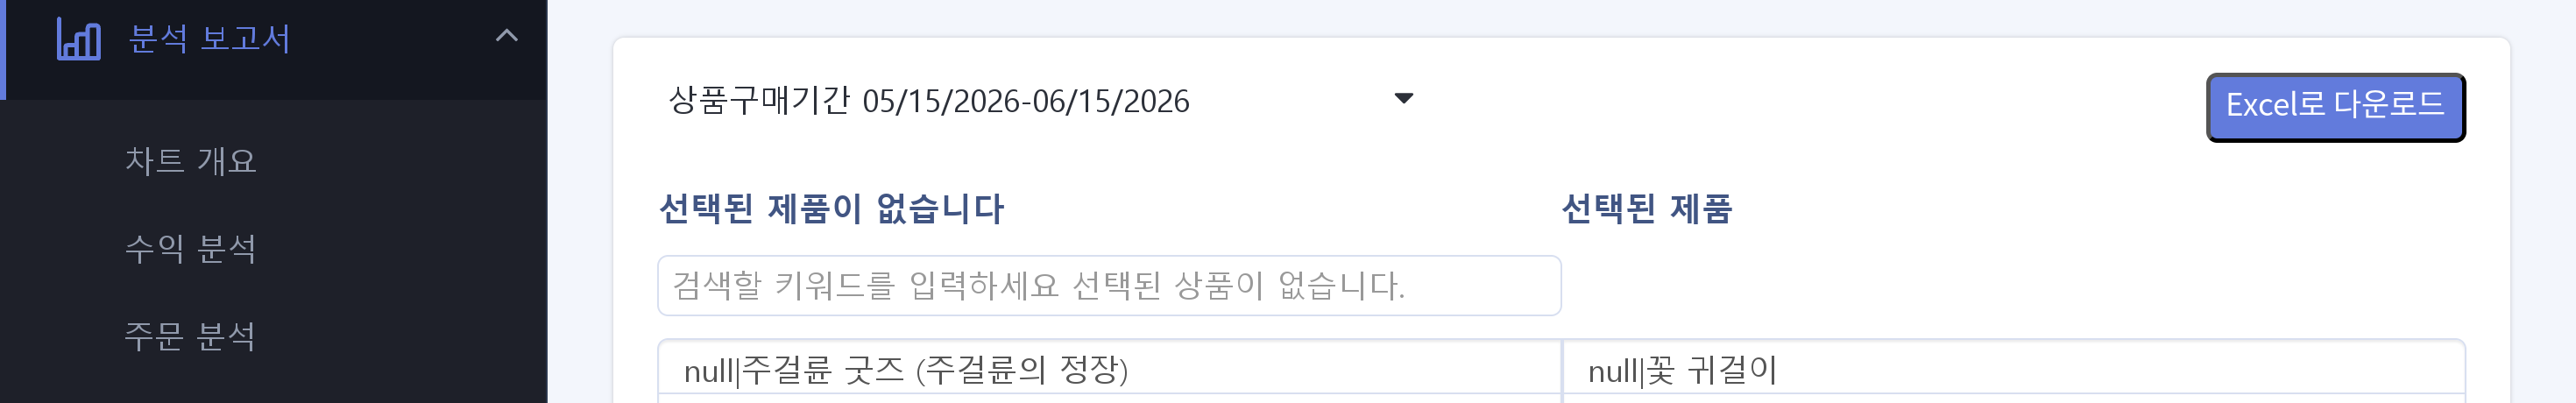 분석 보고서
차트 개요
수익 분석
주문 분석
상품구매기간 05/15/2026-06/15/2026
Excel로 다운로드
선택된 제품이 없습니다
선택된 제품
검색할 키워드를 입력하세요 선택된 상품이 없습니다.
null|주걸륜 굿즈 (주걸륜의 정장)
null|꽃 귀걸이